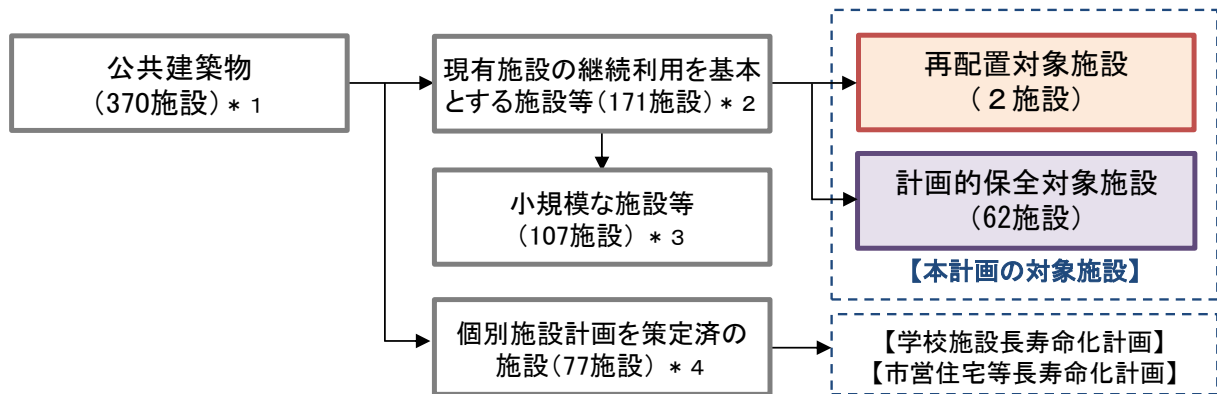 公共建築物
（370施設）＊１
現有施設の継続利用を基本
とする施設等（171施設）＊２
再配置対象施設
（２施設）
小規模な施設等
（107施設）＊３
計画的保全対象施設
（62施設）
【本計画の対象施設】
個別施設計画を策定済の
施設（77施設）＊４
【学校施設長寿命化計画】
【市営住宅等長寿命化計画】